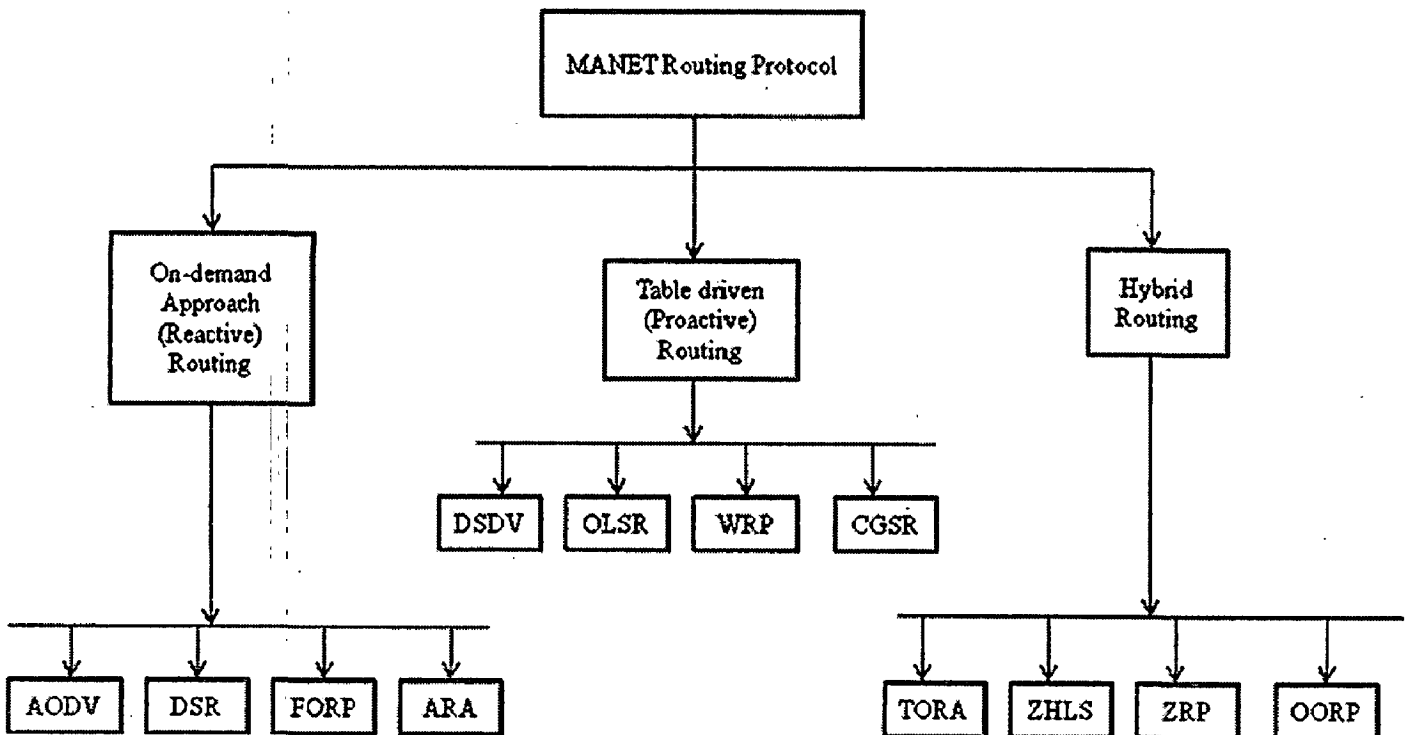 MANET Routing Protocol
On-demand
Approach
(Reactive)
Routing
Table driven
(Proactive)
Routing
Hybrid
Routing
DSDV
OLSR
WRP
CGSR
AODV
DSR
FORP
ARA
TORA
ZHLS
ZRP
OORP